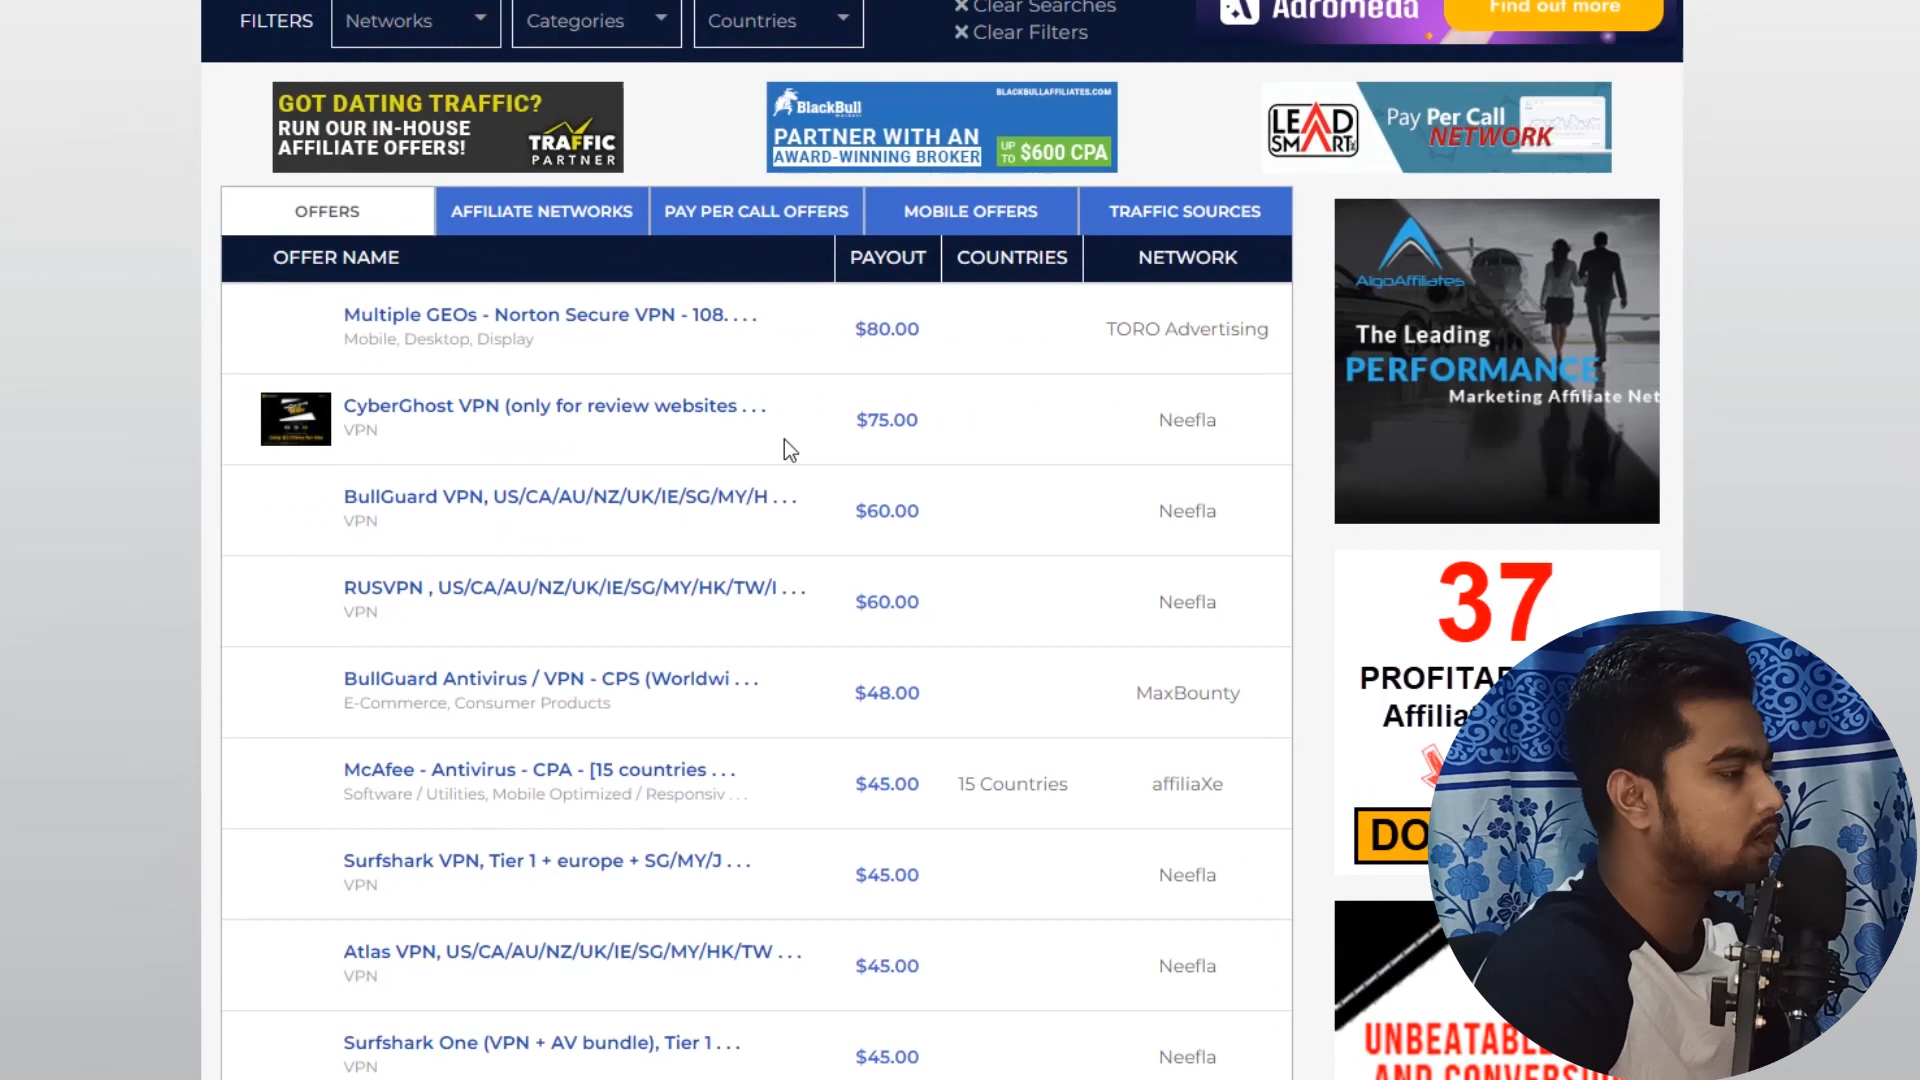 FILTERS
Networks
Categories
Countries
Clear Searches
Clear Filters
Adromeda
Find out more
GOT DATING TRAFFIC?
RUN OUR IN-HOUSE
AFFILIATE OFFERS!
TRAFFIC
PARTNER
BlackBull
markets
BLACKBULLAFFILIATES.COM
PARTNER WITH AN
AWARD-WINNING BROKER
UP TO $600 CPA
LEAD
SMART
Pay Per Call
NETWORK
OFFERS
AFFILIATE NETWORKS
PAY PER CALL OFFERS
MOBILE OFFERS
TRAFFIC SOURCES
OFFER NAME
PAYOUT
COUNTRIES
NETWORK
Multiple GEOs - Norton Secure VPN - 108. . . .
Mobile, Desktop, Display
$80.00
TORO Advertising
CyberGhost VPN (only for review websites . . .
VPN
$75.00
Neefla
BullGuard VPN, US/CA/AU/NZ/UK/IE/SG/MY/H . . .
VPN
$60.00
Neefla
RUSVPN , US/CA/AU/NZ/UK/IE/SG/MY/HK/TW/I . . .
VPN
$60.00
Neefla
BullGuard Antivirus / VPN - CPS (Worldwi . . .
E-Commerce, Consumer Products
$48.00
MaxBounty
McAfee - Antivirus - CPA - [15 countries . . .
Software / Utilities, Mobile Optimized / Responsiv . . .
$45.00
15 Countries
affiliaXe
Surfshark VPN, Tier 1 + europe + SG/MY/J . . .
VPN
$45.00
Neefla
Atlas VPN, US/CA/AU/NZ/UK/IE/SG/MY/HK/TW . . .
VPN
$45.00
Neefla
Surfshark One (VPN + AV bundle), Tier 1 . . .
VPN
$45.00
Neefla
AlgoAffiliates
The Leading
PERFORMANCE
Marketing Affiliate Net
37
PROFITA
Affilia
DO
UNBEATABL
AND CONVERSI